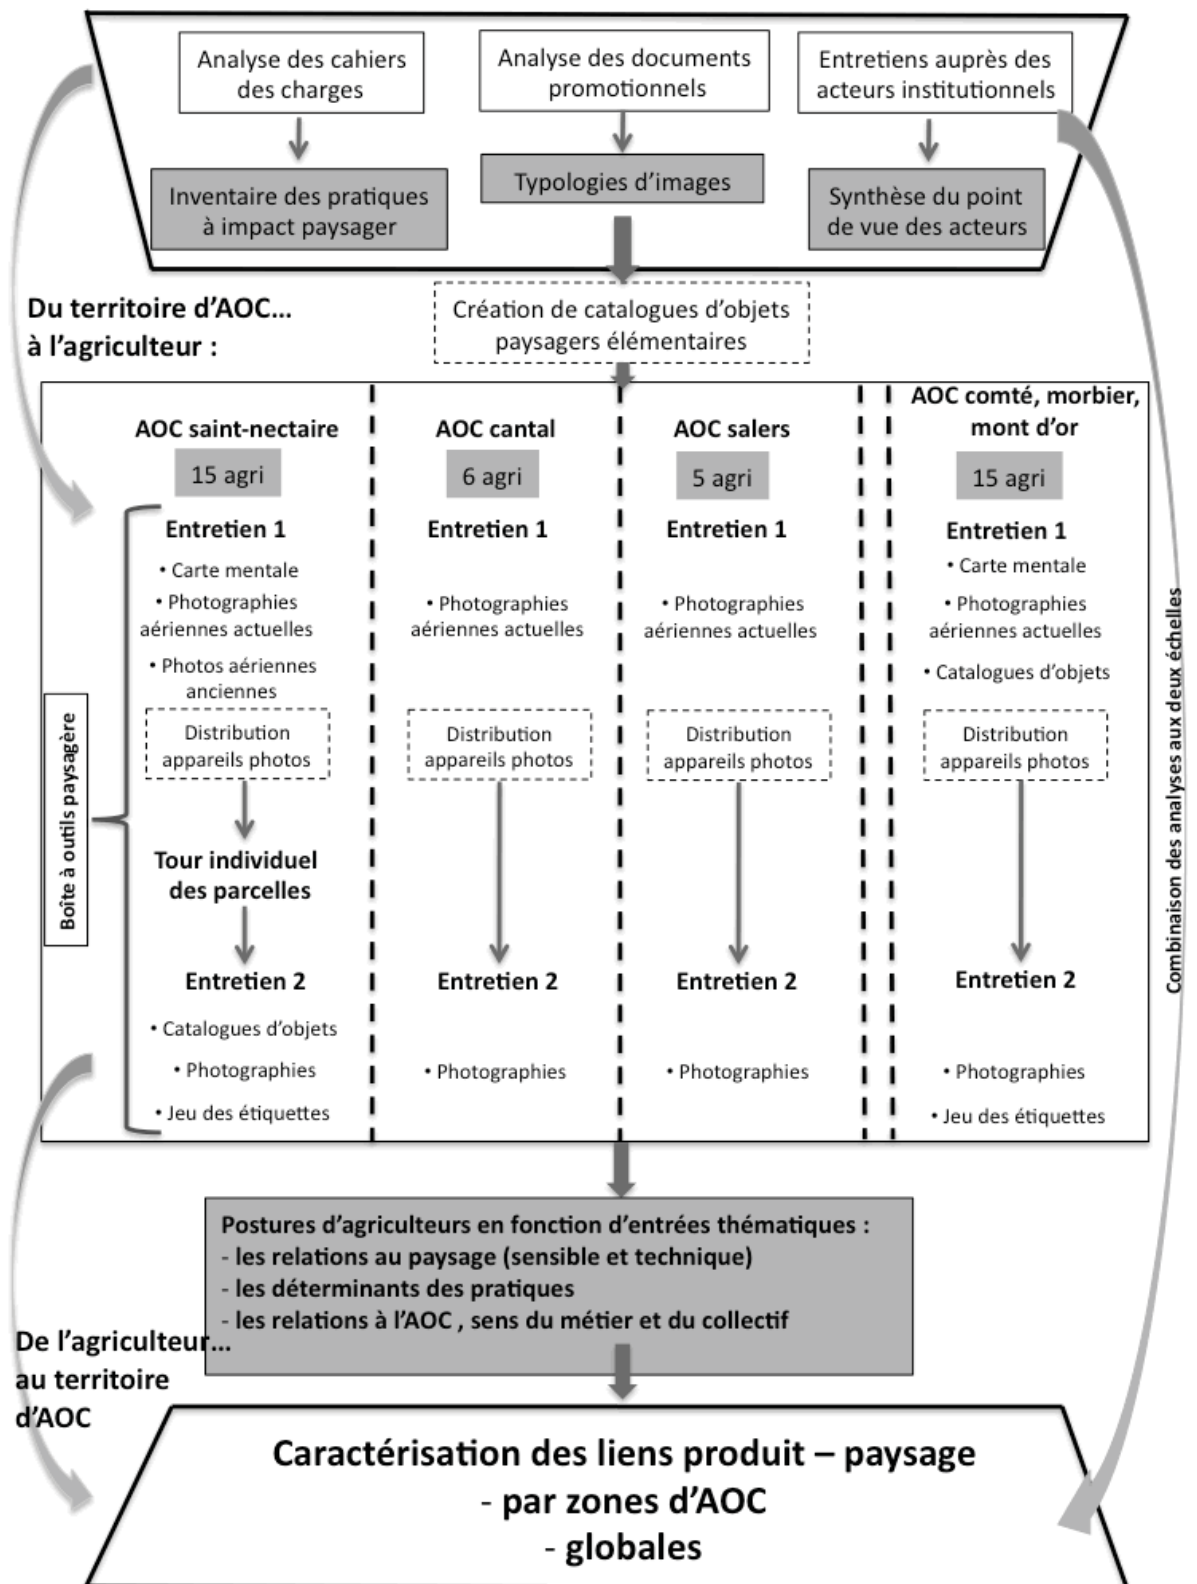 Analyse des cahiers
des charges
Analyse des documents
promotionnels
Entretiens auprès des
acteurs institutionnels
Inventaire des pratiques
à impact paysager
Typologies d'images
Synthèse du point
de vue des acteurs
Du territoire d'AOC...
à l'agriculteur :
Création de catalogues d'objets
paysagers élémentaires
AOC saint-nectaire
15 agri
Entretien 1
• Carte mentale
• Photographies
aériennes actuelles
• Photos aériennes
anciennes
Distribution
appareils photos
Tour individuel
des parcelles
Entretien 2
• Catalogues d'objets
• Photographies
• Jeu des étiquettes
AOC cantal
6 agri
Entretien 1
• Photographies
aériennes actuelles
Distribution
appareils photos
Entretien 2
• Photographies
AOC salers
5 agri
Entretien 1
• Photographies
aériennes actuelles
Distribution
appareils photos
Entretien 2
• Photographies
AOC comté, morbier,
mont d'or
15 agri
Entretien 1
• Carte mentale
• Photographies
aériennes actuelles
• Catalogues d'objets
Distribution
appareils photos
Entretien 2
• Photographies
• Jeu des étiquettes
Boîte à outils paysagère
Combinaison des analyses aux deux échelles
Postures d'agriculteurs en fonction d'entrées thématiques :
- les relations au paysage (sensible et technique)
- les déterminants des pratiques
- les relations à l'AOC , sens du métier et du collectif
De l'agriculteur...
au territoire
d'AOC
Caractérisation des liens produit – paysage
- par zones d'AOC
- globales